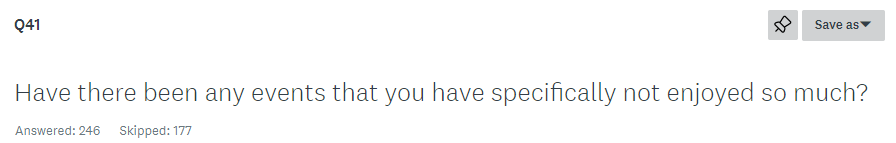 Q41
Save as
Have there been any events that you have specifically not enjoyed so much?
Answered: 246 Skipped: 177